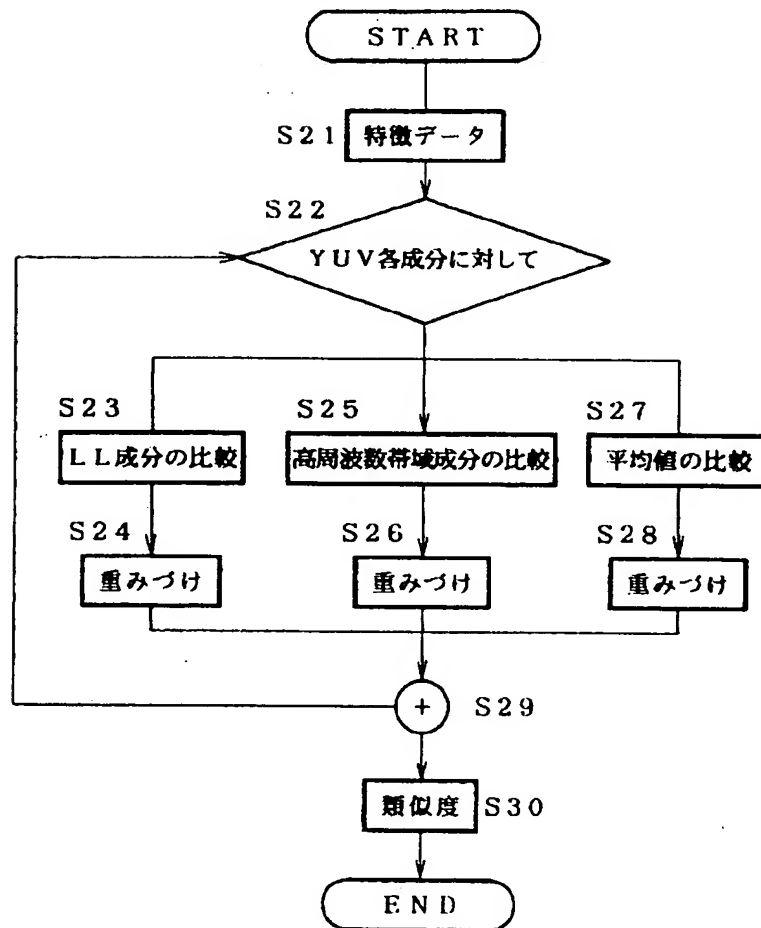 START
S21
特徴データ
S22
YUV各成分に対して
S23
LL成分の比較
S25
高周波数帯域成分の比較
S27
平均値の比較
S24
重みづけ
S26
重みづけ
S28
重みづけ
+
S29
類似度
S30
END